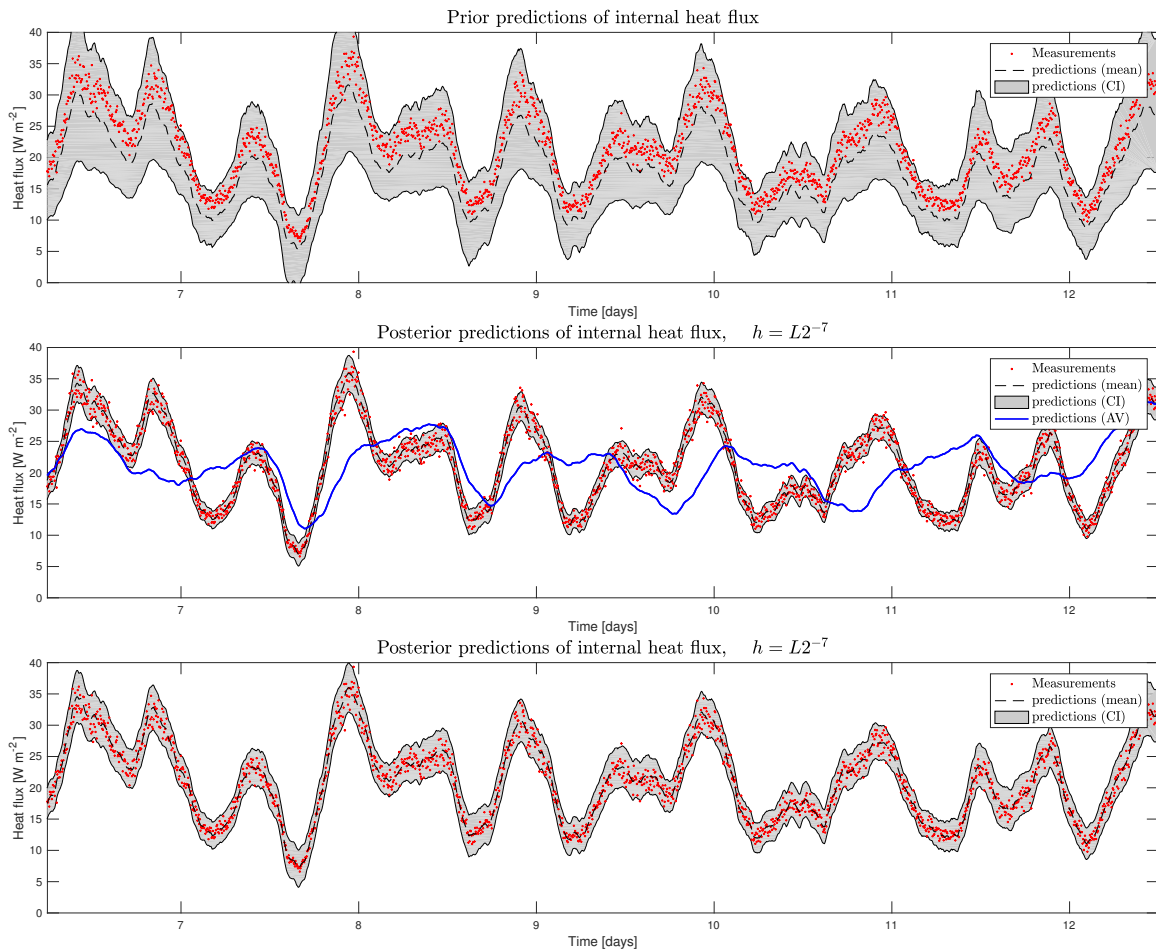 Prior predictions of internal heat flux
Heat flux [W m-2]
40
35
30
25
20
15
10
5
0
Measurements
predictions (mean)
predictions (CI)
7 8 9 10 11 12
Time [days]
Posterior predictions of internal heat flux, h = L2^{-7}
Heat flux [W m-2]
40
35
30
25
20
15
10
5
0
Measurements
predictions (mean)
predictions (CI)
predictions (AV)
7 8 9 10 11 12
Time [days]
Posterior predictions of internal heat flux, h = L2^{-7}
Heat flux [W m-2]
40
35
30
25
20
15
10
5
0
Measurements
predictions (mean)
predictions (CI)
7 8 9 10 11 12
Time [days]